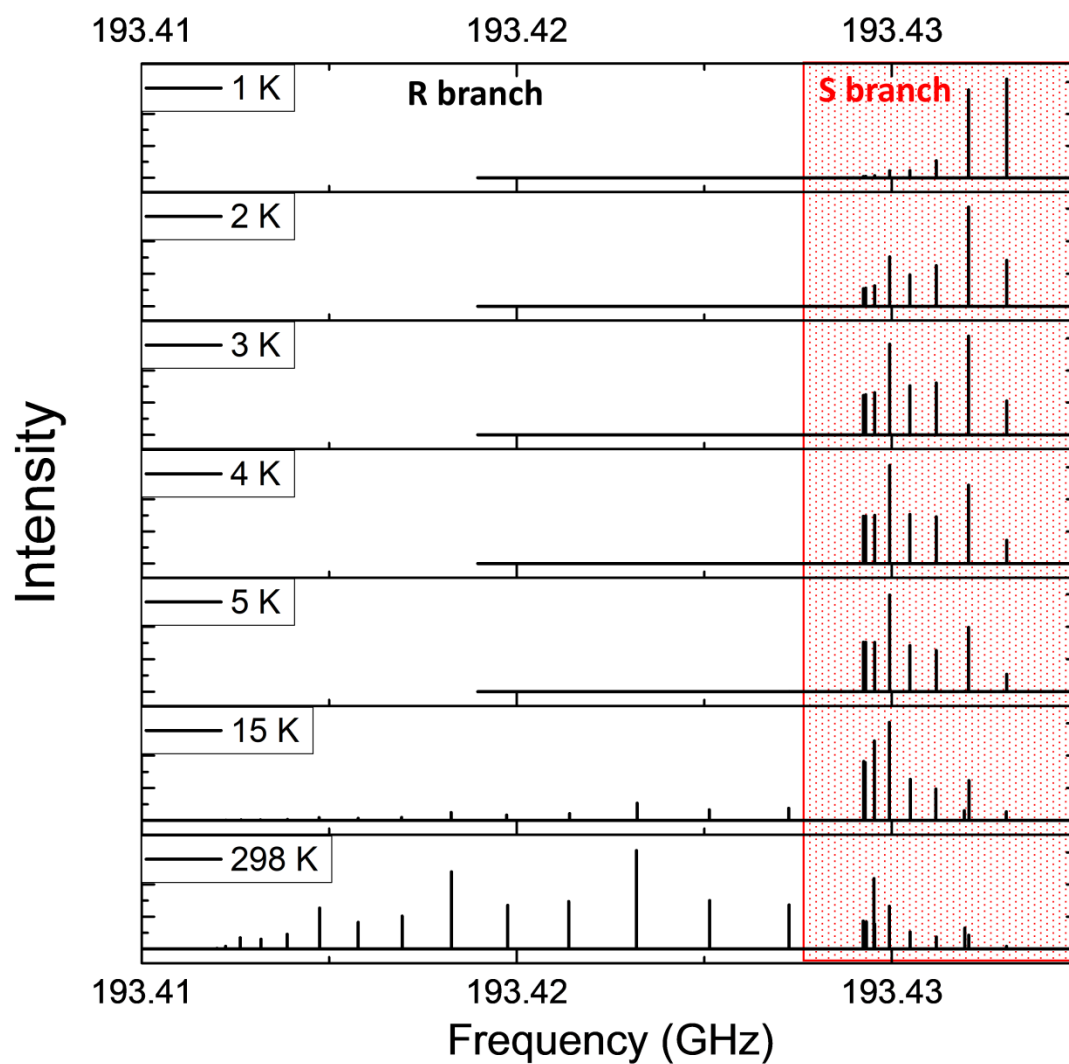 193.41 193.42 193.43
1 K
R branch
S branch
2 K
3 K
4 K
5 K
15 K
298 K
Intensity
193.41 193.42 193.43
Frequency (GHz)